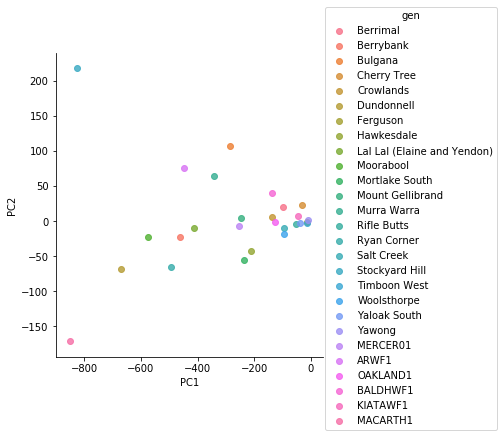 gen
Berrimal
Berrybank
Bulgana
Cherry Tree
Crowlands
Dundonnell
Ferguson
Hawkesdale
Lal Lal (Elaine and Yendon)
Moorabool
Mortlake South
Mount Gellibrand
Murra Warra
Rifle Butts
Ryan Corner
Salt Creek
Stockyard Hill
Timboon West
Woolsthorpe
Yaloak South
Yawong
MERCER01
ARWF1
OAKLAND1
BALDHWF1
KIATAWF1
MACARTH1
200
150
100
50
0
−50
−100
−150
PC2
−800 −600 −400 −200 0
PC1